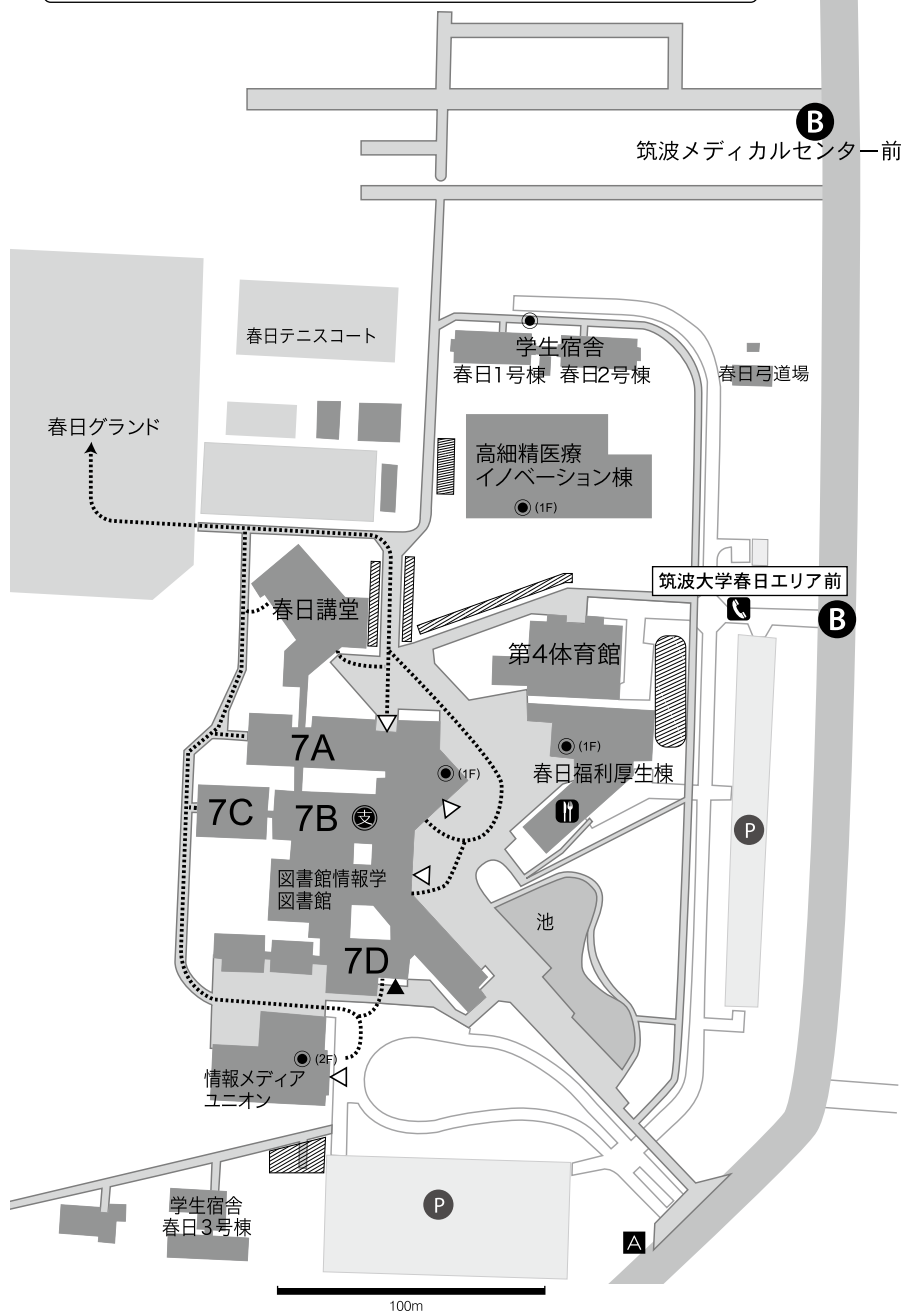 B
筑波メディカルセンター前
春日テニスコート
学生宿舎
春日1号棟 春日2号棟
春日弓道場
春日グランド
高細精医療
イノベーション棟
(1F)
筑波大学春日エリア前
B
春日講堂
第4体育館
7A
(1F)
(1F)
春日福利厚生棟
7C
7B
支
P
図書館情報学
図書館
池
7D
(2F)
情報メディア
ユニオン
学生宿舎
春日3号棟
P
A
100m